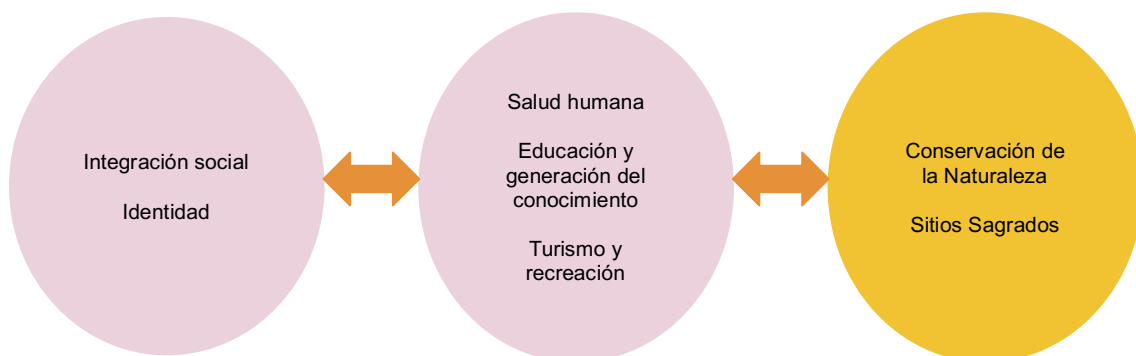 Integración social
Identidad
Salud humana
Educación y
generación del
conocimiento
Turismo y
recreación
Conservación de
la Naturaleza
Sitios Sagrados